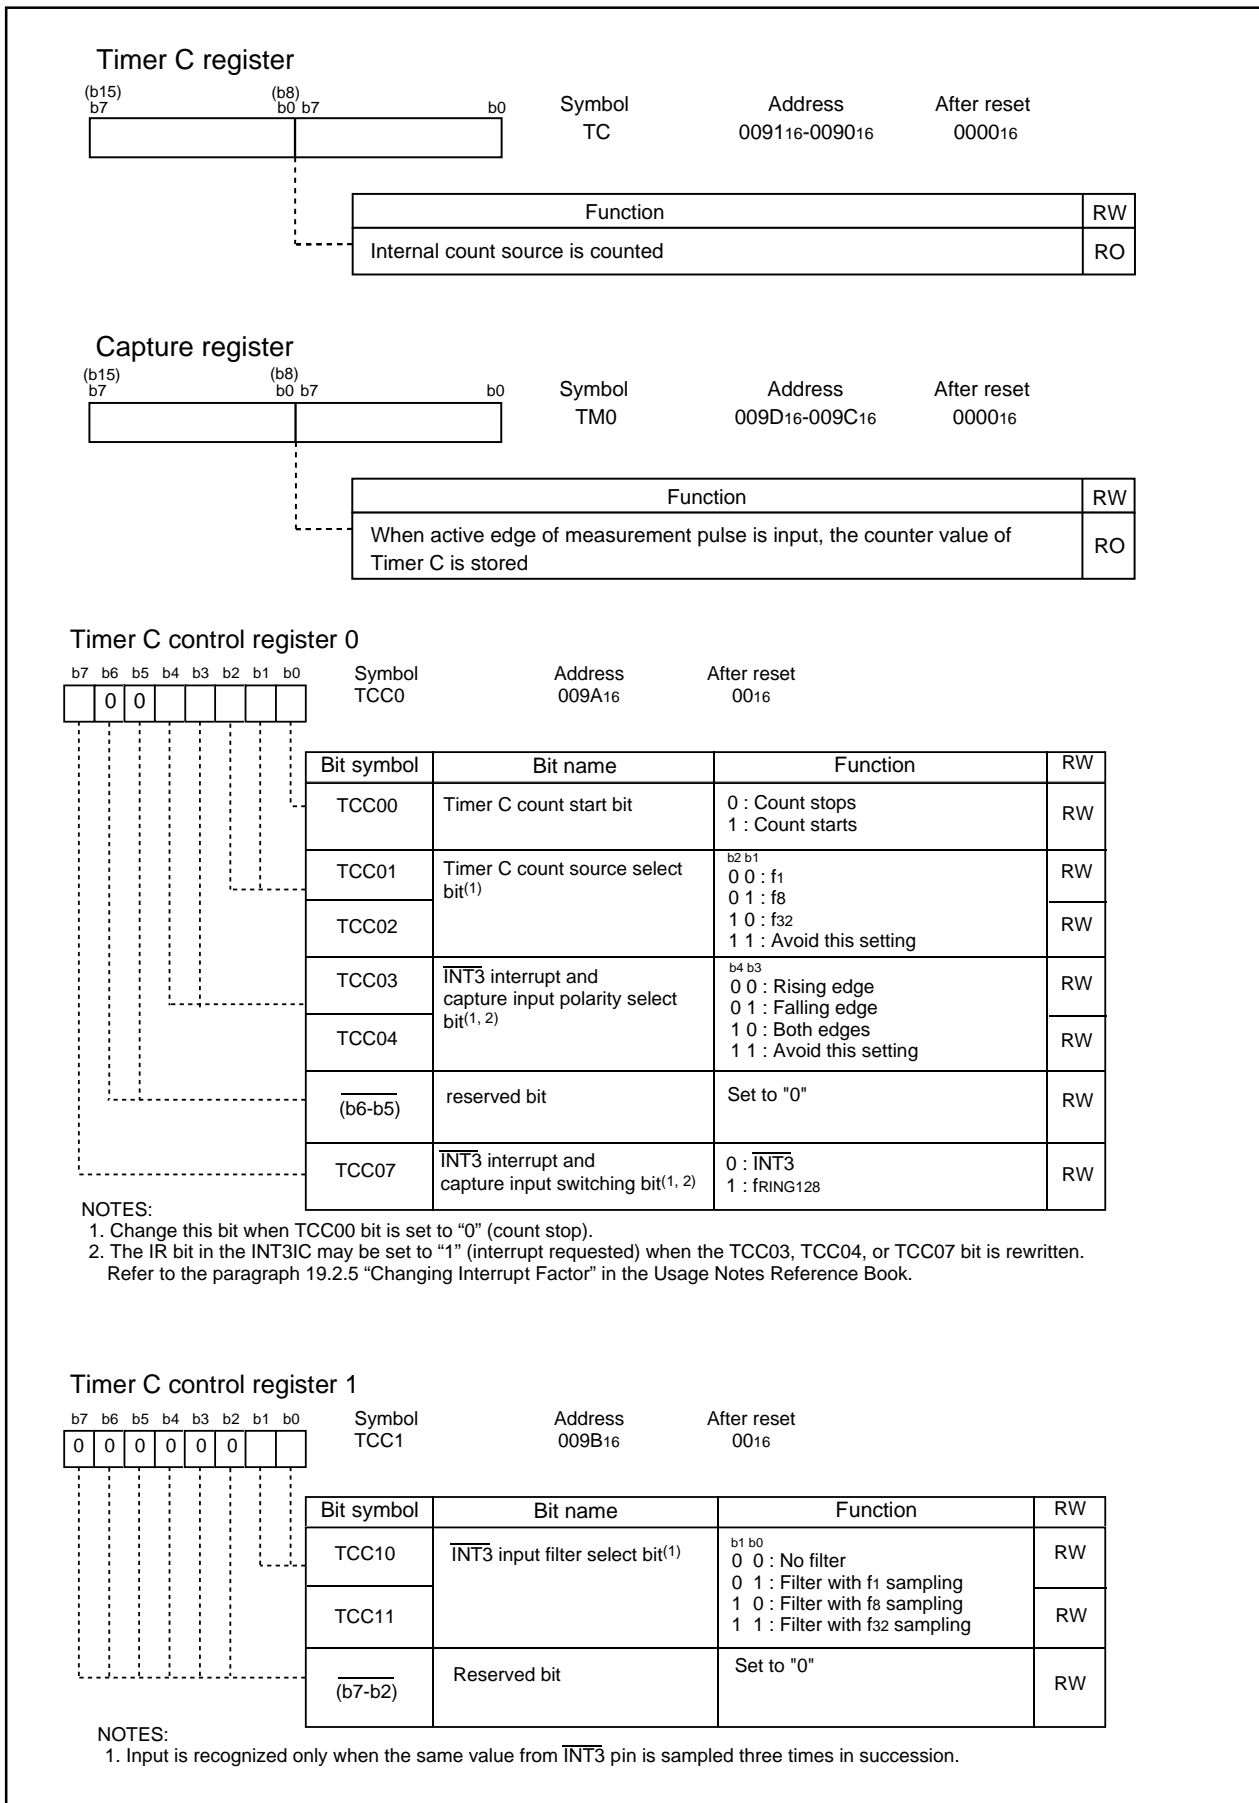 Timer C register
(b15) (b8)
b7 b0 b7 b0
Symbol Address After reset
TC 009116-009016 000016
Function RW
Internal count source is counted RO
Capture register
(b15) (b8)
b7 b0 b7 b0
Symbol Address After reset
TM0 009D16-009C16 000016
Function RW
When active edge of measurement pulse is input, the counter value of
Timer C is stored
RO
Timer C control register 0
b7 b6 b5 b4 b3 b2 b1 b0
0 0
Symbol Address After reset
TCC0 009A16 0016
Bit symbol Bit name Function RW
TCC00 Timer C count start bit 0 : Count stops
1 : Count starts
RW
TCC01 Timer C count source select
bit(1)
b2 b1
0 0 : f1
0 1 : f8
1 0 : f32
1 1 : Avoid this setting
RW
TCC02 RW
TCC03 INT3 interrupt and
capture input polarity select
bit(1, 2)
b4 b3
0 0 : Rising edge
0 1 : Falling edge
1 0 : Both edges
1 1 : Avoid this setting
RW
TCC04 RW
(b6-b5) reserved bit Set to "0" RW
TCC07 INT3 interrupt and
capture input switching bit(1, 2)
0 : INT3
1 : fRING128
RW
NOTES:
1. Change this bit when TCC00 bit is set to “0” (count stop).
2. The IR bit in the INT3IC may be set to “1” (interrupt requested) when the TCC03, TCC04, or TCC07 bit is rewritten.
Refer to the paragraph 19.2.5 “Changing Interrupt Factor” in the Usage Notes Reference Book.
Timer C control register 1
b7 b6 b5 b4 b3 b2 b1 b0
0 0 0 0 0 0
Symbol Address After reset
TCC1 009B16 0016
Bit symbol Bit name Function RW
TCC10 INT3 input filter select bit(1)
b1 b0
0 0 : No filter
0 1 : Filter with f1 sampling
1 0 : Filter with f8 sampling
1 1 : Filter with f32 sampling
RW
TCC11 RW
(b7-b2) Reserved bit Set to "0" RW
NOTES:
1. Input is recognized only when the same value from INT3 pin is sampled three times in succession.